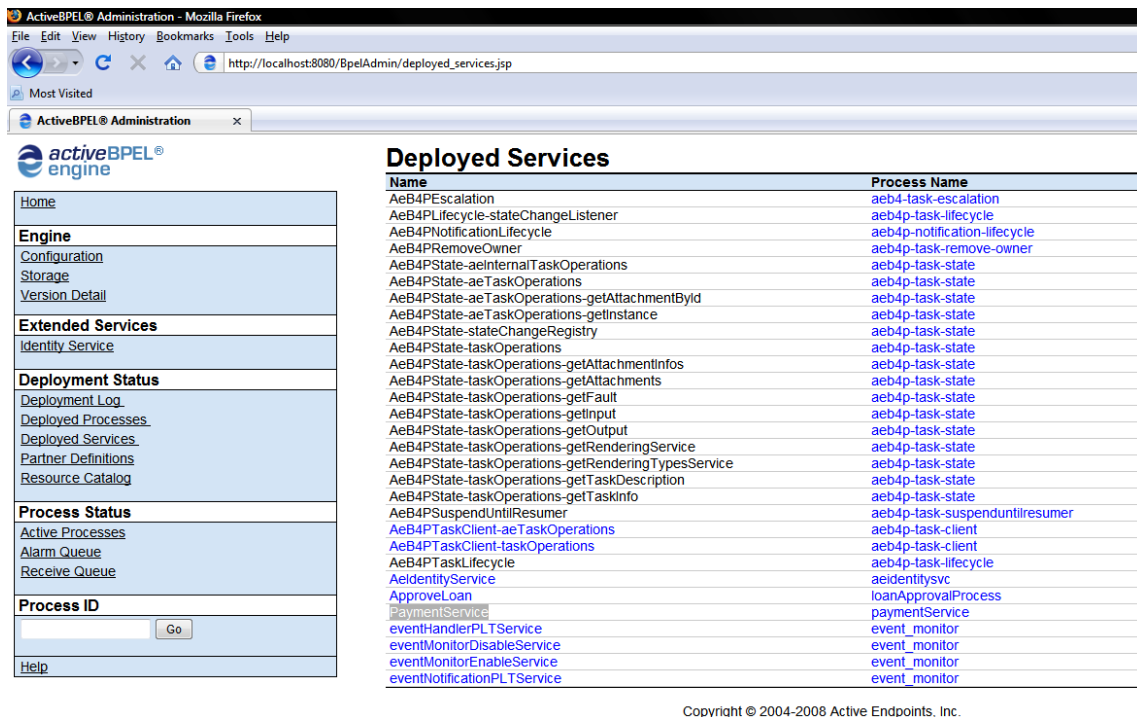 ActiveBPEL® Administration - Mozilla Firefox
File Edit View History Bookmarks Tools Help
http://localhost:8080/BpelAdmin/deployed_services.jsp
Most Visited
ActiveBPEL® Administration x
activeBPEL®
engine
Home
Engine
Configuration
Storage
Version Detail
Extended Services
Identity Service
Deployment Status
Deployment Log
Deployed Processes
Deployed Services
Partner Definitions
Resource Catalog
Process Status
Active Processes
Alarm Queue
Receive Queue
Process ID
Go
Help
Deployed Services
Name Process Name
AeB4PEscalation aeb4-task-escalation
AeB4PLifecycle-stateChangeListener aeb4p-task-lifecycle
AeB4PNotificationLifecycle aeb4p-notification-lifecycle
AeB4PRemoveOwner aeb4p-task-remove-owner
AeB4PState-aeInternalTaskOperations aeb4p-task-state
AeB4PState-aeTaskOperations aeb4p-task-state
AeB4PState-aeTaskOperations-getAttachmentById aeb4p-task-state
AeB4PState-aeTaskOperations-getInstance aeb4p-task-state
AeB4PState-stateChangeRegistry aeb4p-task-state
AeB4PState-taskOperations aeb4p-task-state
AeB4PState-taskOperations-getAttachmentInfos aeb4p-task-state
AeB4PState-taskOperations-getAttachments aeb4p-task-state
AeB4PState-taskOperations-getFault aeb4p-task-state
AeB4PState-taskOperations-getInput aeb4p-task-state
AeB4PState-taskOperations-getOutput aeb4p-task-state
AeB4PState-taskOperations-getRenderingService aeb4p-task-state
AeB4PState-taskOperations-getRenderingTypesService aeb4p-task-state
AeB4PState-taskOperations-getTaskDescription aeb4p-task-state
AeB4PState-taskOperations-getTaskInfo aeb4p-task-state
AeB4PSuspendUntilResumer aeb4p-task-suspenduntilresumer
AeB4PTaskClient-aeTaskOperations aeb4p-task-client
AeB4PTaskClient-taskOperations aeb4p-task-client
AeB4PTaskLifecycle aeb4p-task-lifecycle
AeIdentityService aeidentitysvc
ApproveLoan loanApprovalProcess
PaymentService paymentService
eventHandlerPLTService event_monitor
eventMonitorDisableService event_monitor
eventMonitorEnableService event_monitor
eventNotificationPLTService event_monitor
Copyright © 2004-2008 Active Endpoints, Inc.